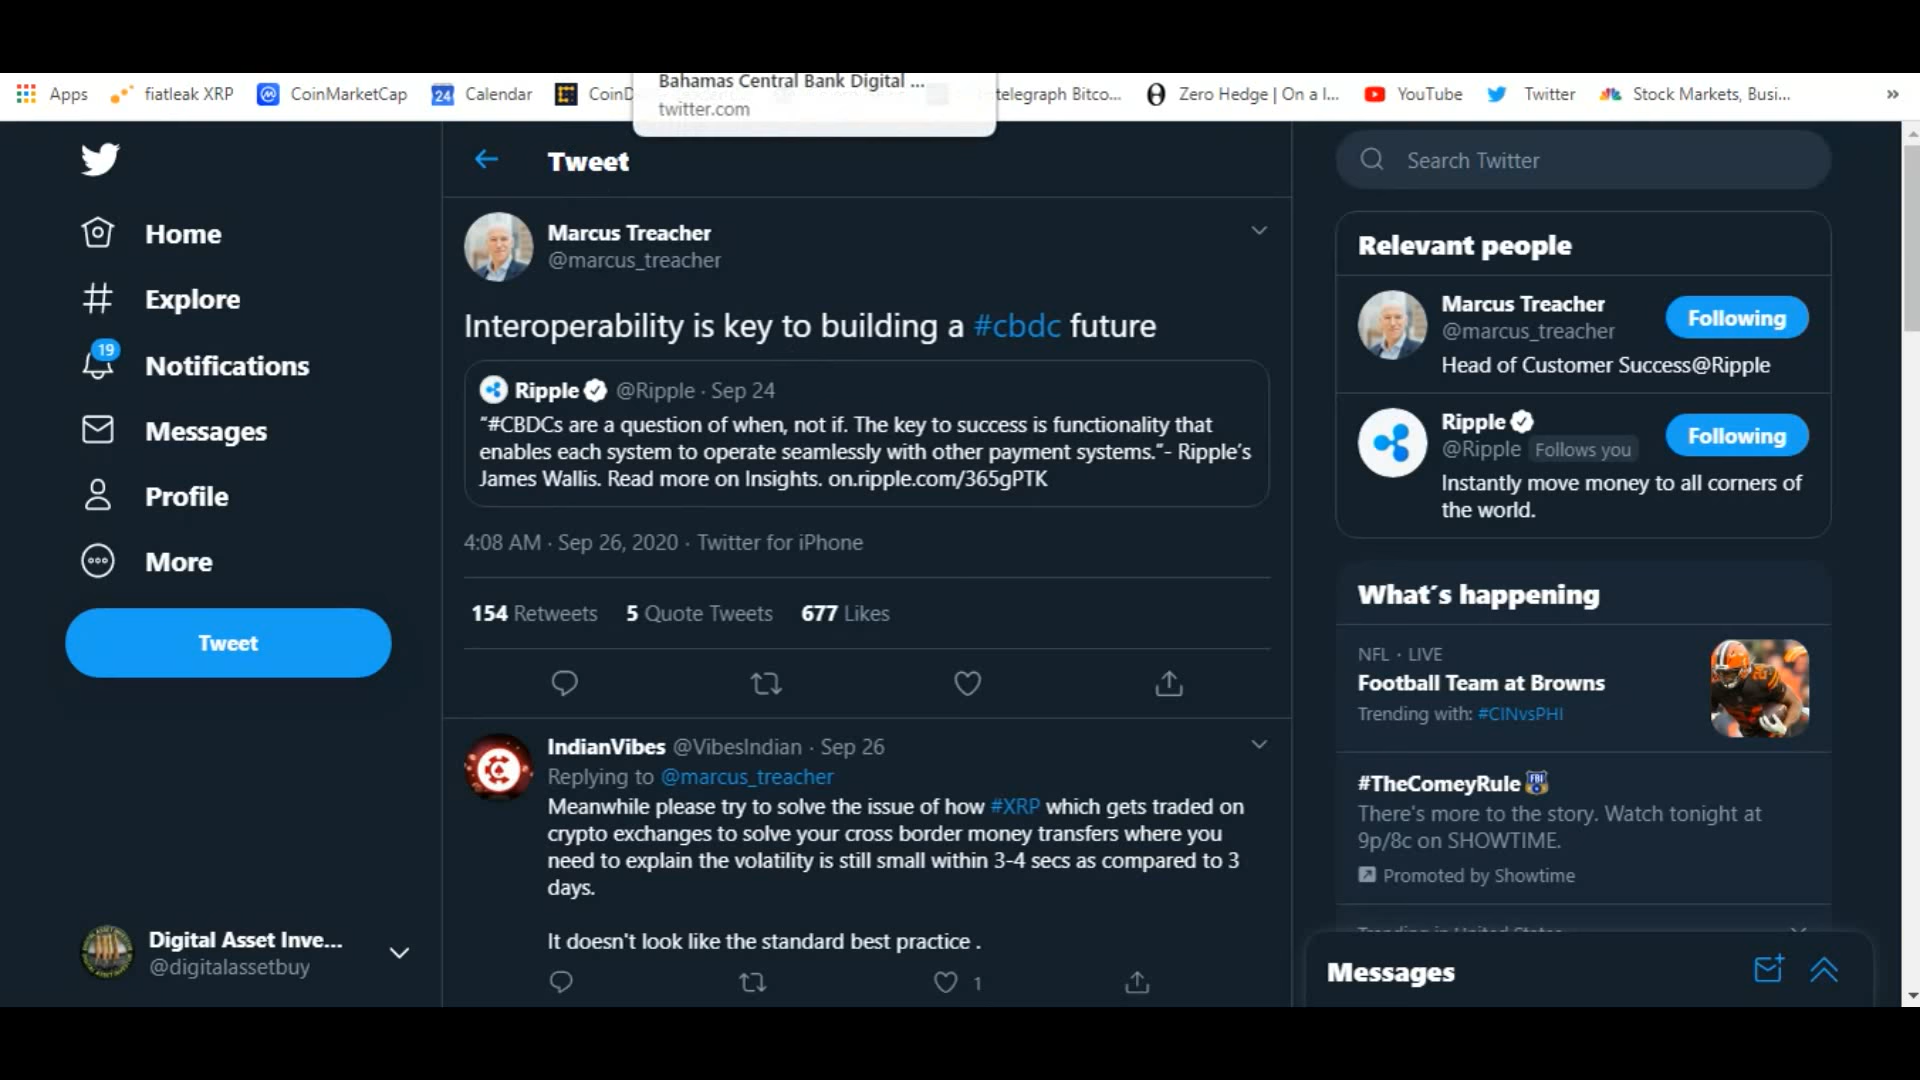 Bahamas Central Bank Digital ...
twitter.com
Apps
fiatleak XRP
CoinMarketCap
24
Calendar
CoinD
telegraph Bitco...
Zero Hedge | On a l...
YouTube
Twitter
Stock Markets, Busi...
»
Home
Explore
19
Notifications
Messages
Profile
More
Tweet
Digital Asset Inve...
@digitalassetbuy
Tweet
Marcus Treacher
@marcus_treacher
Interoperability is key to building a #cbdc future
Ripple @Ripple · Sep 24
"#CBDCs are a question of when, not if. The key to success is functionality that
enables each system to operate seamlessly with other payment systems."- Ripple's
James Wallis. Read more on Insights. on.ripple.com/365gPTK
4:08 AM · Sep 26, 2020 · Twitter for iPhone
154 Retweets 5 Quote Tweets 677 Likes
IndianVibes @VibesIndian · Sep 26
Replying to @marcus_treacher
Meanwhile please try to solve the issue of how #XRP which gets traded on
crypto exchanges to solve your cross border money transfers where you
need to explain the volatility is still small within 3-4 secs as compared to 3
days.
It doesn't look like the standard best practice .
1
Search Twitter
Relevant people
Marcus Treacher
@marcus_treacher
Following
Head of Customer Success@Ripple
Ripple
@Ripple Follows you
Following
Instantly move money to all corners of
the world.
What's happening
NFL · LIVE
Football Team at Browns
Trending with: #CINvsPHI
#TheComeyRule
There's more to the story. Watch tonight at
9p/8c on SHOWTIME.
Promoted by Showtime
Trending in United States
Messages